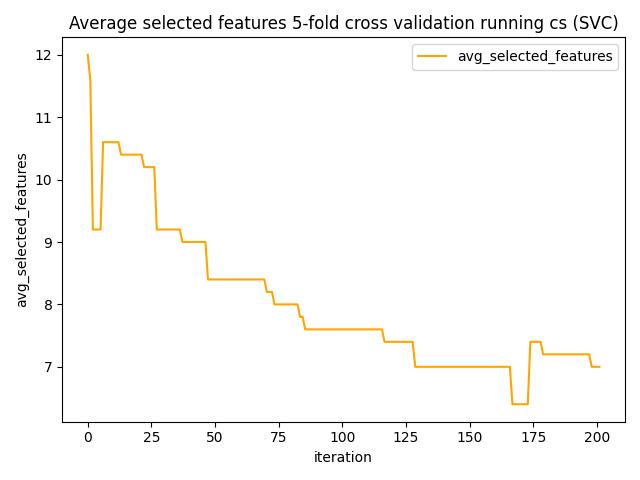 Average selected features 5-fold cross validation running cs (SVC)
avg_selected_features
12
11
10
9
8
7
avg_selected_features
0 25 50 75 100 125 150 175 200
iteration